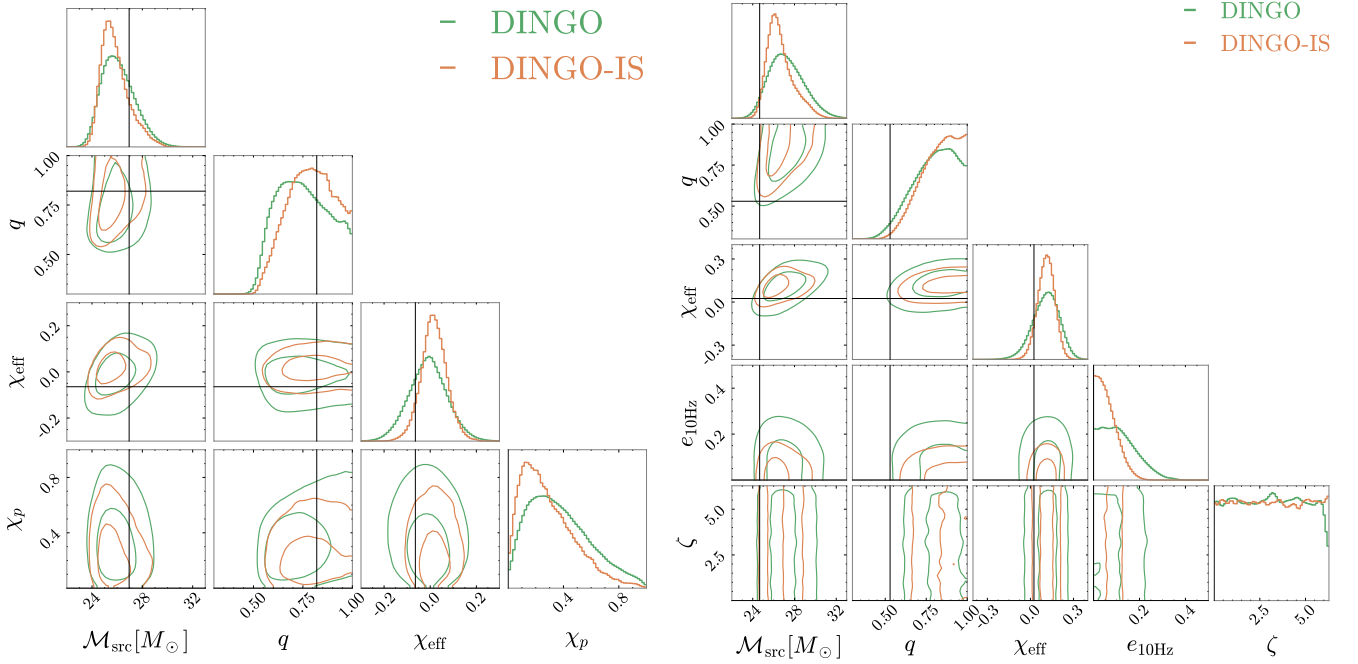 DINGO
DINGO-IS
1.00
0.75
0.50
q
0.2
0.0
-0.2
χeff
0.8
0.4
χp
24 28 32
0.50 0.75 1.00
-0.2 0.0 0.2
0.4 0.8
ℳsrc[M⊙] q χeff χp
DINGO
DINGO-IS
1.00
0.75
0.50
q
0.3
0.0
-0.3
χeff
0.4
0.2
e10Hz
5.0
2.5
ζ
24 28 32
0.50 0.75 1.00
-0.3 0.0 0.3
0.2 0.4
2.5 5.0
ℳsrc[M⊙] q χeff e10Hz ζ